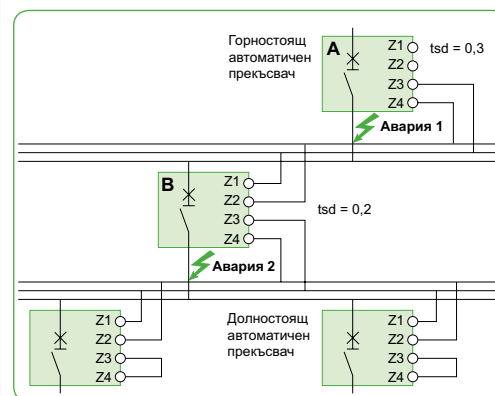 Горностоящ
автоматичен
прекъсвач
A
Z1
Z2
Z3
Z4
tsd = 0,3
Авария 1
B
Z1
Z2
Z3
Z4
tsd = 0,2
Авария 2
Z1
Z2
Z3
Z4
Долностоящ
автоматичен
прекъсвач
Z1
Z2
Z3
Z4